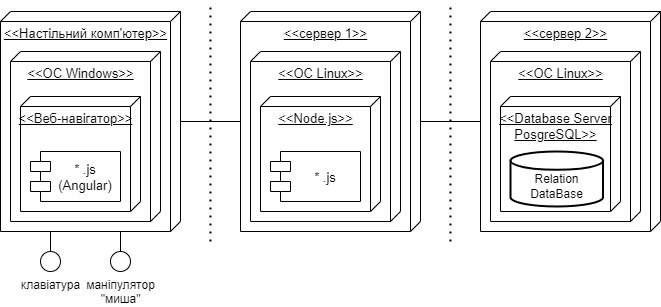 <<Настільний комп'ютер>>
<<ОС Windows>>
<<Веб-навігатор>>
* .js
(Angular)
клавіатура
маніпулятор
"миша"
<<сервер 1>>
<<ОС Linux>>
<<Node.js>>
* .js
<<сервер 2>>
<<ОС Linux>>
<<Database Server
PosgreSQL>>
Relation
DataBase